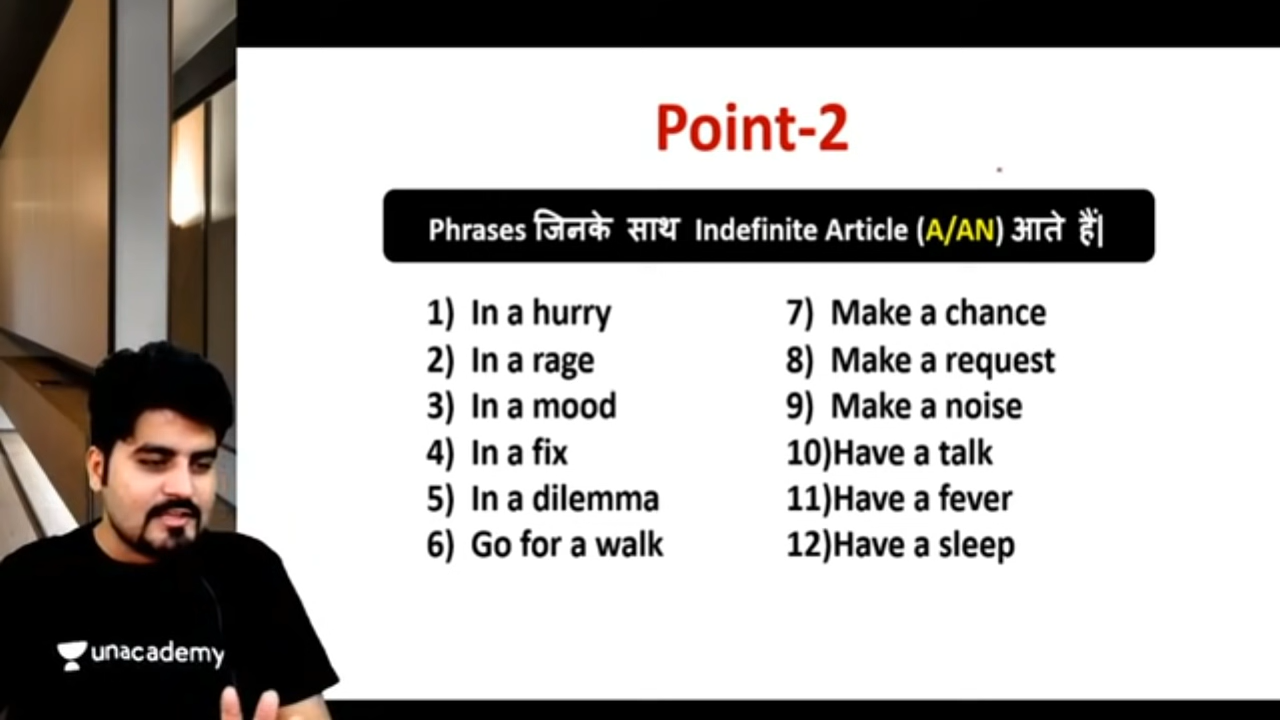 Point-2
Phrases जिनके साथ Indefinite Article (A/AN) आते हैं|
1) In a hurry
2) In a rage
3) In a mood
4) In a fix
5) In a dilemma
6) Go for a walk
7) Make a chance
8) Make a request
9) Make a noise
10)Have a talk
11)Have a fever
12)Have a sleep
unacademy